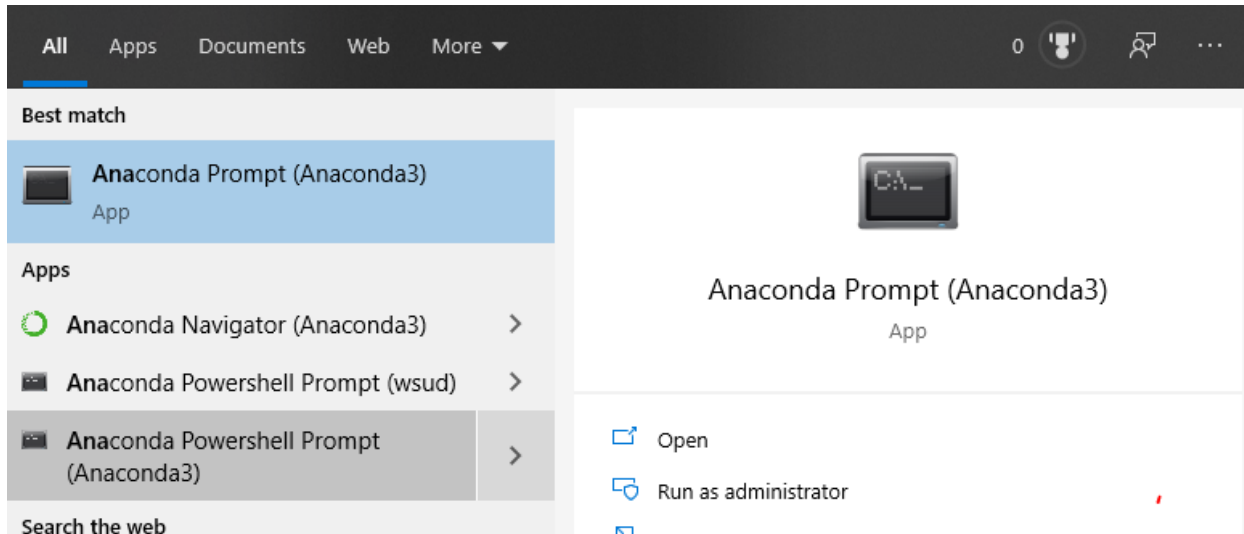 All Apps Documents Web More 0
Best match
Anaconda Prompt (Anaconda3)
App
Apps
Anaconda Navigator (Anaconda3)
Anaconda Powershell Prompt (wsud)
Anaconda Powershell Prompt
(Anaconda3)
Search the web
C:\_
Anaconda Prompt (Anaconda3)
App
Open
Run as administrator